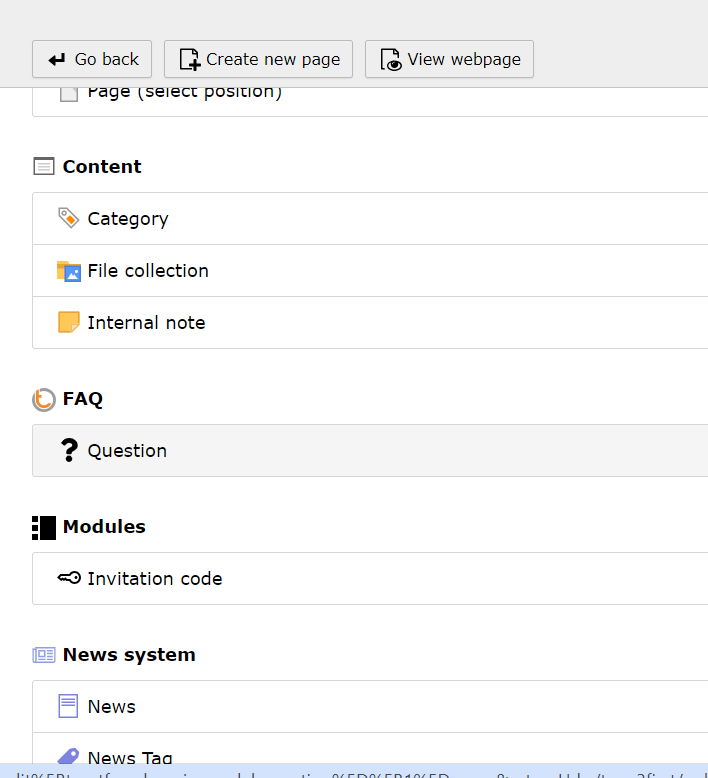 Go back
Create new page
View webpage
Page (select position)
Content
Category
File collection
Internal note
FAQ
Question
Modules
Invitation code
News system
News
News Tag